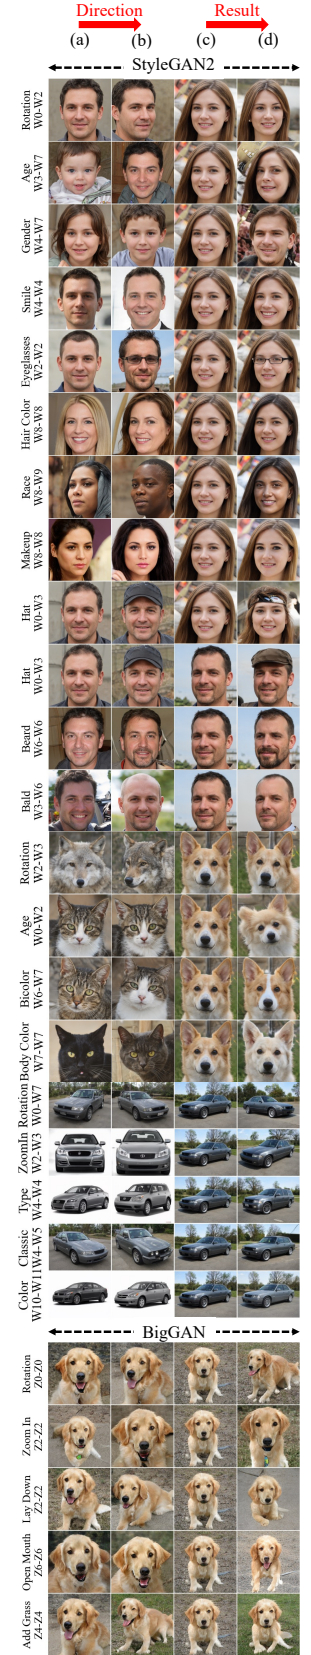 Direction Result
(a) (b) (c) (d)
StyleGAN2
Rotation
W0-W2
Age
W3-W7
Gender
W4-W7
Smile
W4-W4
Eyeglasses
W2-W2
Hair Color
W8-W8
Race
W8-W9
Makeup
W8-W8
Hat
W0-W3
Hat
W0-W3
Beard
W6-W6
Bald
W3-W6
Rotation
W2-W3
Age
W0-W2
Bicolor
W6-W7
Body Color
W7-W7
Rotation
W0-W7
ZoomIn
W2-W3
Type
W4-W4
Classic
W4-W5
Color
W10-W11
BigGAN
Rotation
Z0-Z0
Zoom In
Z2-Z2
Lay Down
Z2-Z2
Open Mouth
Z6-Z6
Add Grass
Z4-Z4